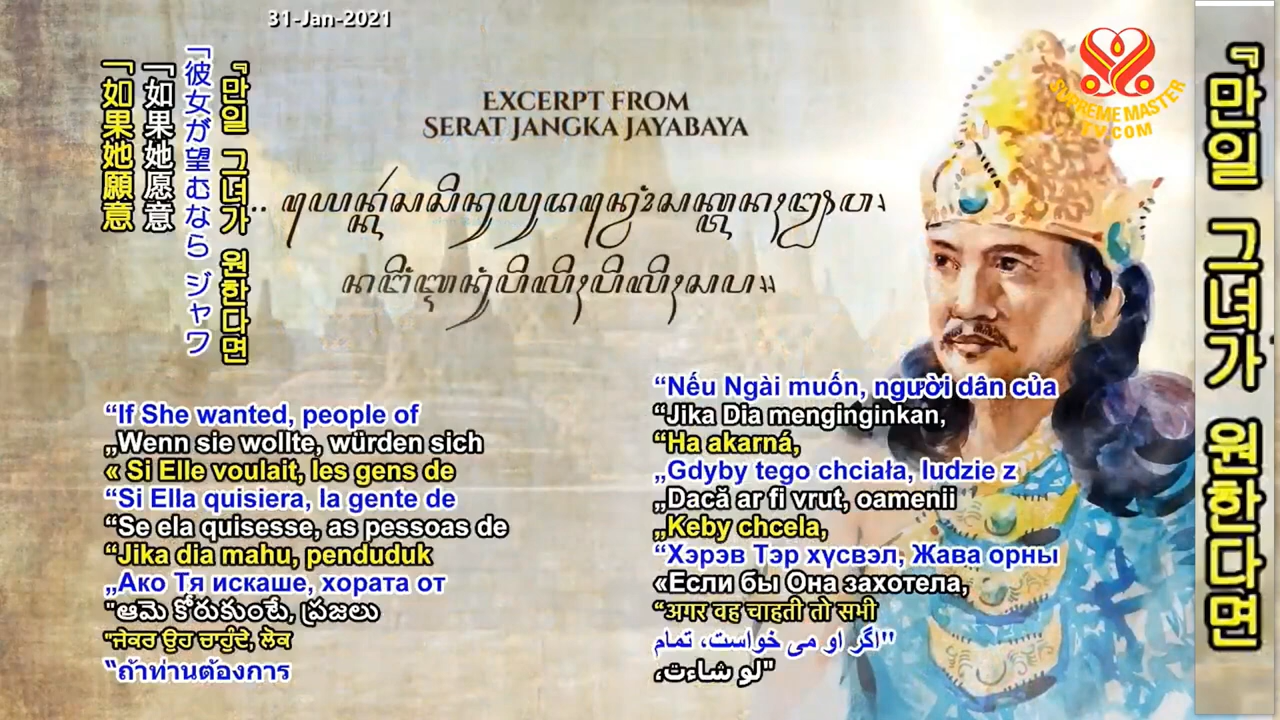 31-Jan-2021
SUPREME MASTER
TV.COM
EXCERPT FROM
SERAT JANGKA JAYABAYA
『만일 그녀가 원한다면
「彼女が望むなら ジャワ
「如果她愿意
「如果她願意
“If She wanted, people of
„Wenn sie wollte, würden sich
« Si Elle voulait, les gens de
“Si Ella quisiera, la gente de
“Se ela quisesse, as pessoas de
“Jika dia mahu, penduduk
„Ако Тя искаше, хората от
"ఆమె కోరుకుంటే, ప్రజలు
"ਜੇਕਰ ਉਹ ਚਾਹੁੰਦੇ, ਲੋਕ
“ถ้าท่านต้องการ
“Nếu Ngài muốn, người dân của
“Jika Dia menginginkan,
“Ha akarná,
„Gdyby tego chciała, ludzie z
„Dacă ar fi vrut, oamenii
„Keby chcela,
“Хэрэв Тэр хүсвэл, Жава орны
«Если бы Она захотела,
“अगर वह चाहती तो सभी
"اگر او می خواست، تمام
"لو شاءت،
『만일 그녀가 원한다면